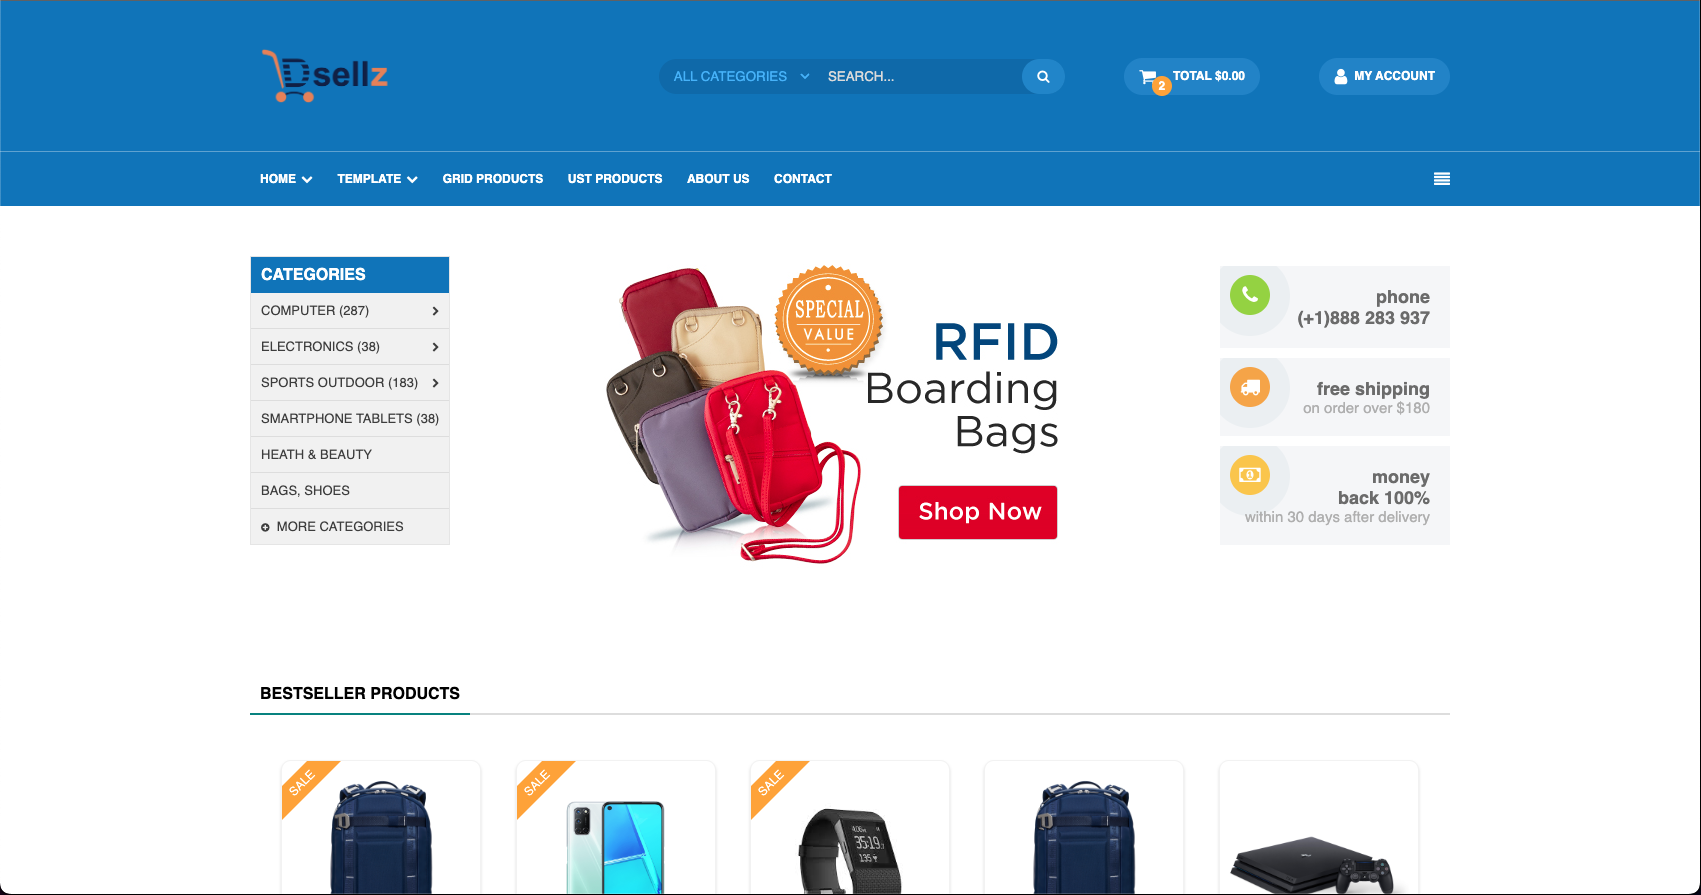 Dsellz
ALL CATEGORIES
SEARCH...
2
TOTAL $0.00
MY ACCOUNT
HOME
TEMPLATE
GRID PRODUCTS
UST PRODUCTS
ABOUT US
CONTACT
CATEGORIES
COMPUTER (287)
ELECTRONICS (38)
SPORTS OUTDOOR (183)
SMARTPHONE TABLETS (38)
HEATH & BEAUTY
BAGS, SHOES
MORE CATEGORIES
SPECIAL
VALUE
RFID
Boarding
Bags
Shop Now
phone
(+1)888 283 937
free shipping
on order over $180
money
back 100%
within 30 days after delivery
BESTSELLER PRODUCTS
SALE
SALE
SALE
35:19
135